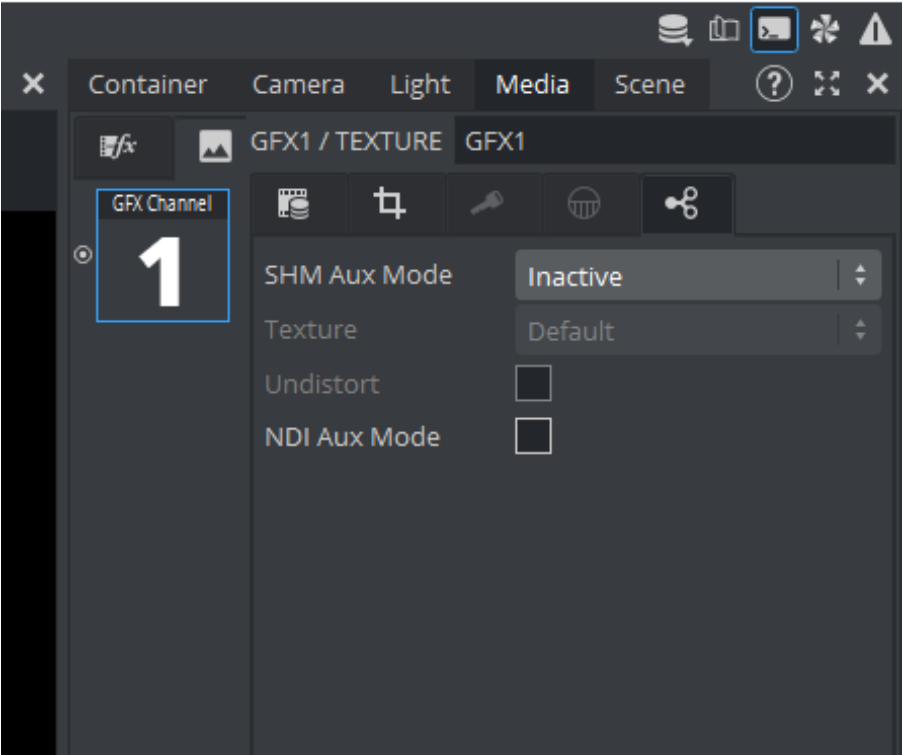 Container Camera Light Media Scene ?
fx GFX1 / TEXTURE GFX1
GFX Channel
1
SHM Aux Mode Inactive
Texture Default
Undistort
NDI Aux Mode